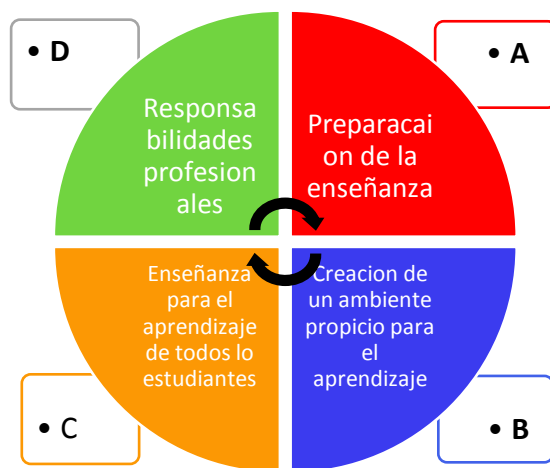 • D
Responsa
bilidades
profesion
ales
• A
Preparacai
on de la
enseñanza
Enseñanza
para el
aprendizaje
de todos lo
estudiantes
• C
Creacion de
un ambiente
propicio para
el
aprendizaje
• B